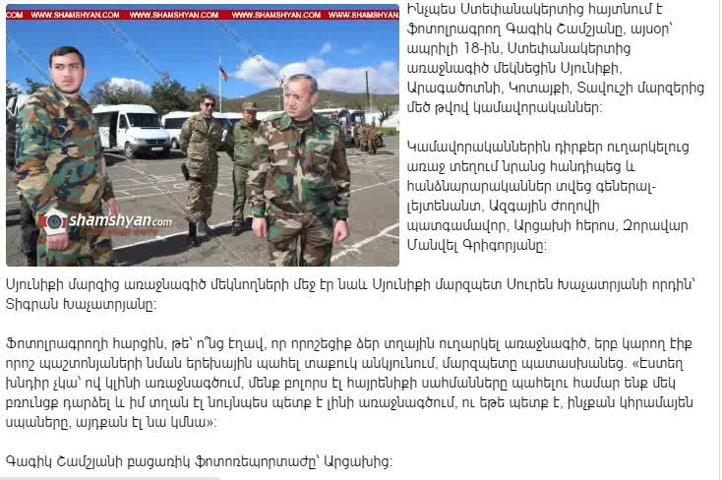 WWW.SHAMSHYAN.COM WWW.SHAMSHYAN.COM WWW.SHAMSHYAN.COM WWW.SHAMSHYAN.COM
shamshyan.com
Ինչպես Ստեփանակերտից հայտնում է
ֆոտոլրագրող Գագիկ Շամշյանը, այսօր՝
ապրիլի 18-ին, Ստեփանակերտից
առաջնագիծ մեկնեցին Սյունիքի,
Արագածոտնի, Կոտայքի, Տավուշի մարզերից
մեծ թվով կամավորականներ:
Կամավորականներին դիրքեր ուղարկելուց
առաջ տեղում նրանց հանդիպեց և
հանձնարարականներ տվեց գեներալ-
լեյտենանտ, Ազգային ժողովի
պատգամավոր, Արցախի հերոս, Զորավար
Մանվել Գրիգորյանը:
Սյունիքի մարզից առաջնագիծ մեկնողների մեջ էր նաև Սյունիքի մարզպետ Սուրեն Խաչատրյանի որդին՝
Տիգրան Խաչատրյանը:
Ֆոտոլրագրողի հարցին, թե՝ ո՞նց էղավ, որ որոշեցիք ձեր տղային ուղարկել առաջնագիծ, երբ կարող էիք
որոշ պաշտոնյաների նման երեխային պահել տաքուկ անկյունում, մարզպետը պատասխանեց. «Էստեղ
խնդիր չկա՝ ով կլինի առաջնագծում, մենք բոլորս էլ հայրենիքի սահմանները պահելու համար ենք մեկ
բռունցք դարձել և իմ տղան էլ նույնպես պետք է լինի առաջնագծում, ու եթե պետք է, ինչքան կհրամայեն
սպաները, այդքան էլ նա կմնա»:
Գագիկ Շամշյանի բացառիկ ֆոտոռեպորտաժը՝ Արցախից: